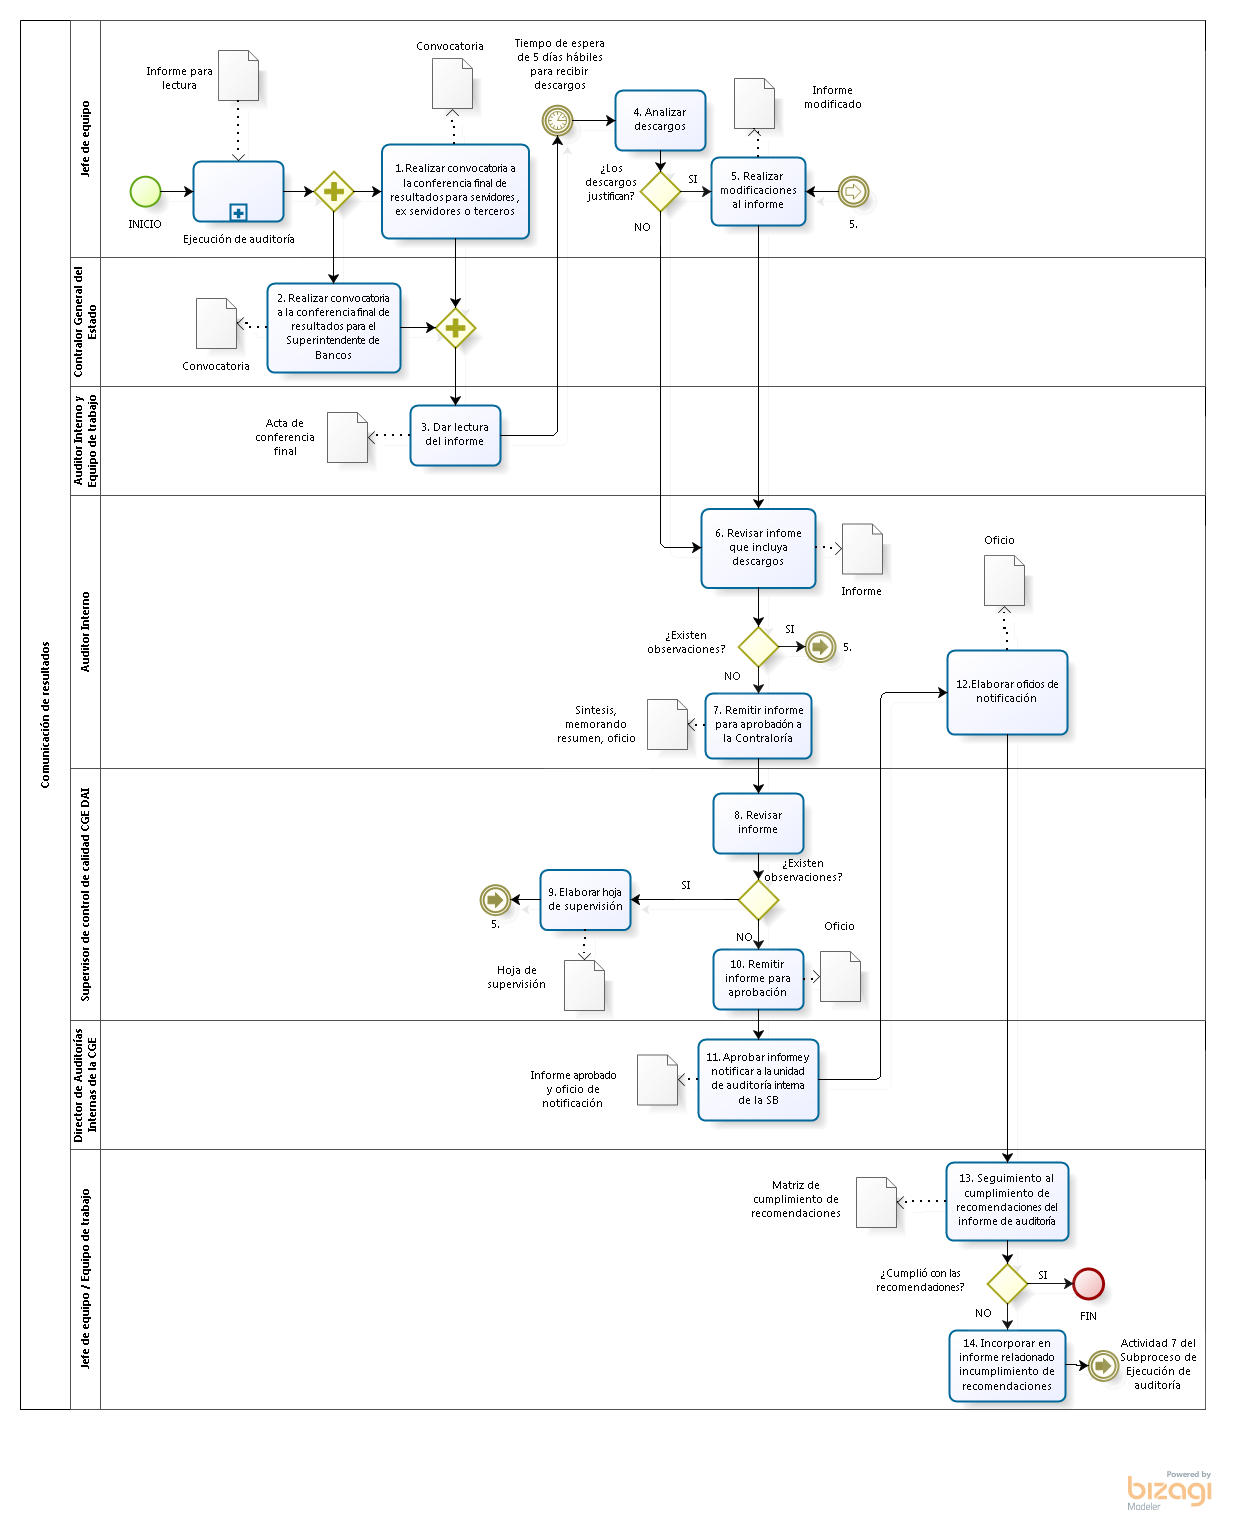 Comunicación de resultados
Jefe de equipo
Informe para
lectura
Convocatoria
Tiempo de espera
de 5 días hábiles
para recibir
descargos
4. Analizar
descargos
Informe
modificado
INICIO
Ejecución de auditoría
1. Realizar convocatoria a
la conferencia final de
resultados para servidores,
ex servidores o terceros
¿Los
descargos
justifican?
SI
NO
5. Realizar
modificaciones
al informe
5.
Contralor General del
Estado
2. Realizar convocatoria
a la conferencia final de
resultados para el
Superintendente de
Bancos
Convocatoria
Auditor Interno y
Equipo de trabajo
Acta de
conferencia
final
3. Dar lectura
del informe
Auditor Interno
6. Revisar infome
que incluya
descargos
Informe
Oficio
¿Existen
observaciones?
SI
5.
NO
Sintesis,
memorando
resumen, oficio
7. Remitir informe
para aprobación a
la Contraloría
12.Elaborar oficios de
notificación
Supervisor de control de calidad CGE DAI
8. Revisar
informe
¿Existen
observaciones?
SI
NO
9. Elaborar hoja
de supervisión
5.
Hoja de
supervisión
10. Remitir
informe para
aprobación
Oficio
Director de Auditorías
Internas de la CGE
Informe aprobado
y oficio de
notificación
11. Aprobar informe y
notificar a la unidad
de auditoría interna
de la SB
Jefe de equipo / Equipo de trabajo
Matriz de
cumplimiento de
recomendaciones
13. Seguimiento al
cumplimiento de
recomendaciones del
informe de auditoría
¿Cumplió con las
recomendaciones?
SI
FIN
NO
14. Incorporar en
informe relacionado
incumplimiento de
recomendaciones
Actividad 7 del
Subproceso de
Ejecución de
auditoría
Powered by
bizagi
Modeler